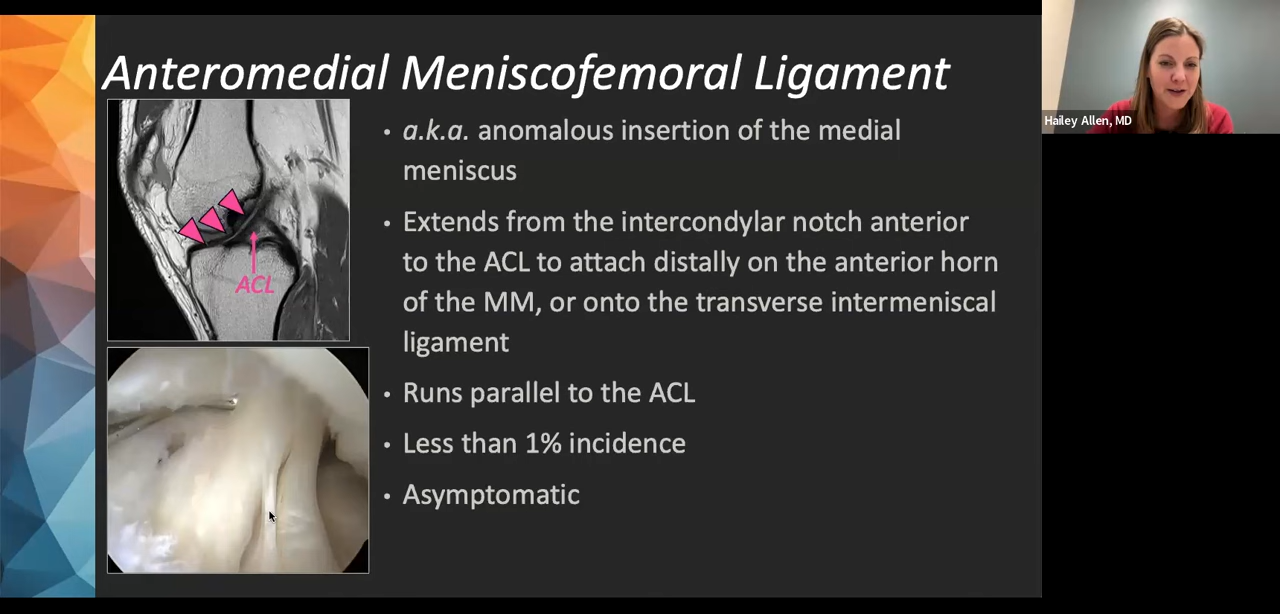 Anteromedial Meniscofemoral Ligament
Hailey Allen, MD
• a.k.a. anomalous insertion of the medial
meniscus
• Extends from the intercondylar notch anterior
to the ACL to attach distally on the anterior horn
of the MM, or onto the transverse intermeniscal
ligament
• Runs parallel to the ACL
• Less than 1% incidence
• Asymptomatic
ACL